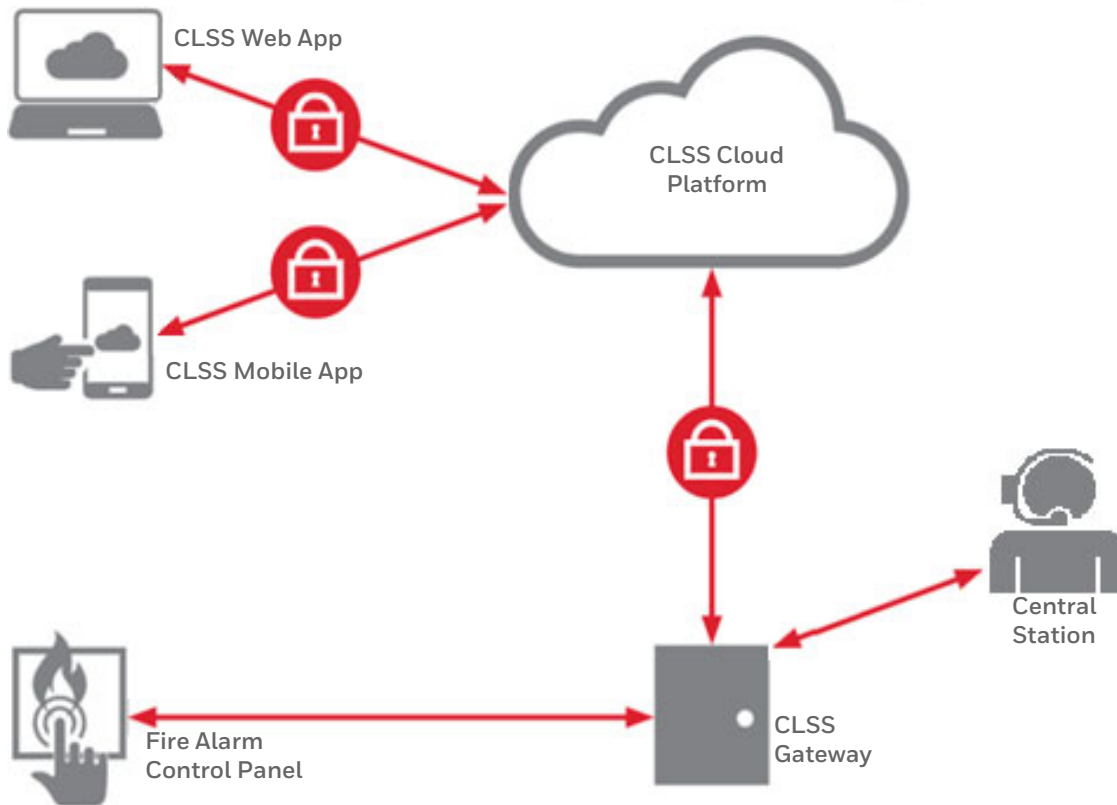 CLSS Web App
CLSS Cloud
Platform
CLSS Mobile App
Central
Station
Fire Alarm
Control Panel
CLSS
Gateway